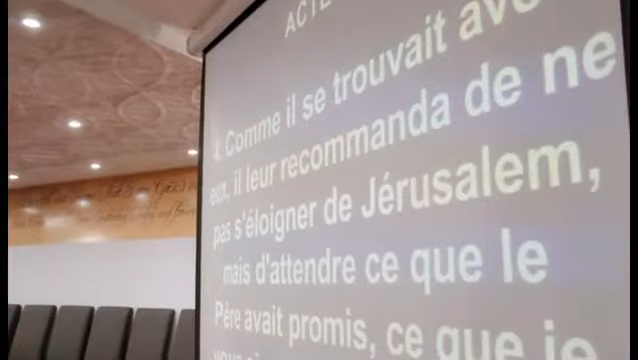 ACTE
4. Comme il se trouvait ave
eux, il leur recommanda de ne
pas s'éloigner de Jérusalem,
mais d'attendre ce que le
Père avait promis, ce que je
vous